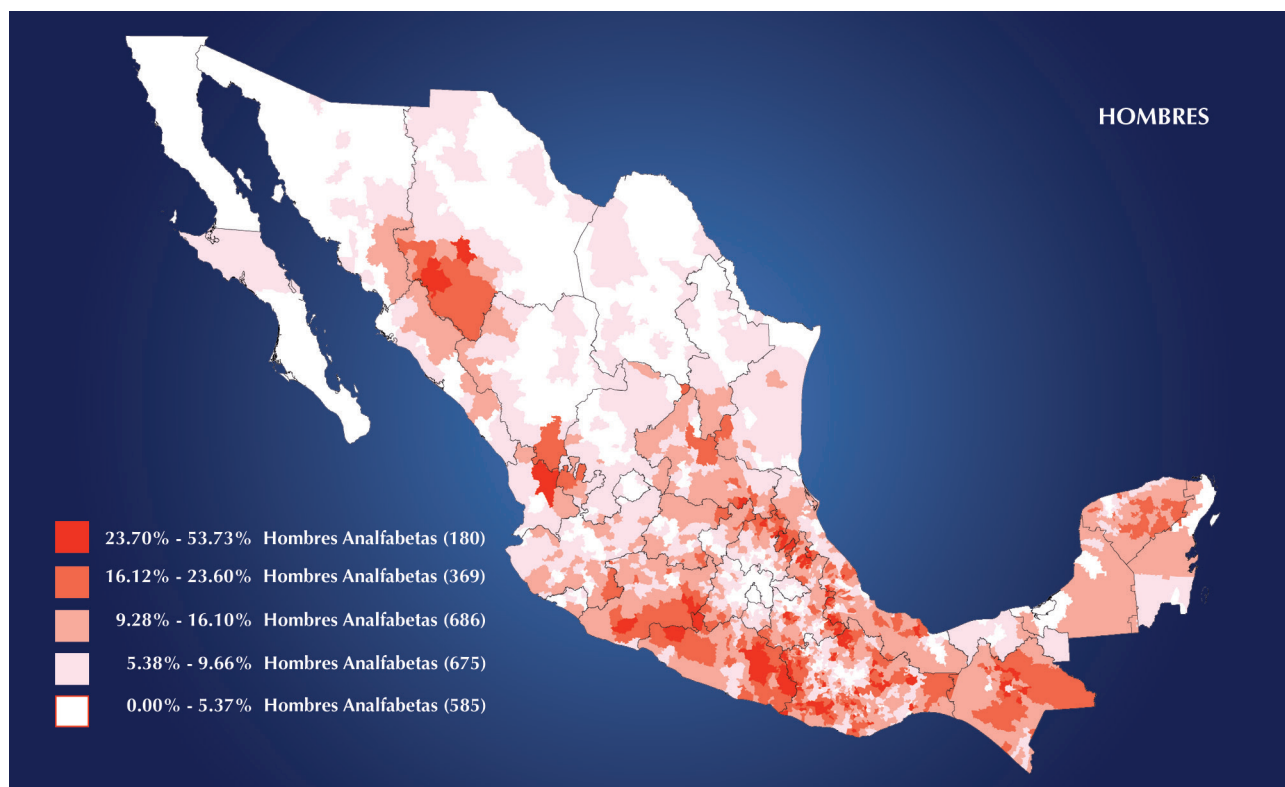 HOMBRES
23.70% - 53.73% Hombres Analfabetas (180)
16.12% - 23.60% Hombres Analfabetas (369)
9.28% - 16.10% Hombres Analfabetas (686)
5.38% - 9.66% Hombres Analfabetas (675)
0.00% - 5.37% Hombres Analfabetas (585)